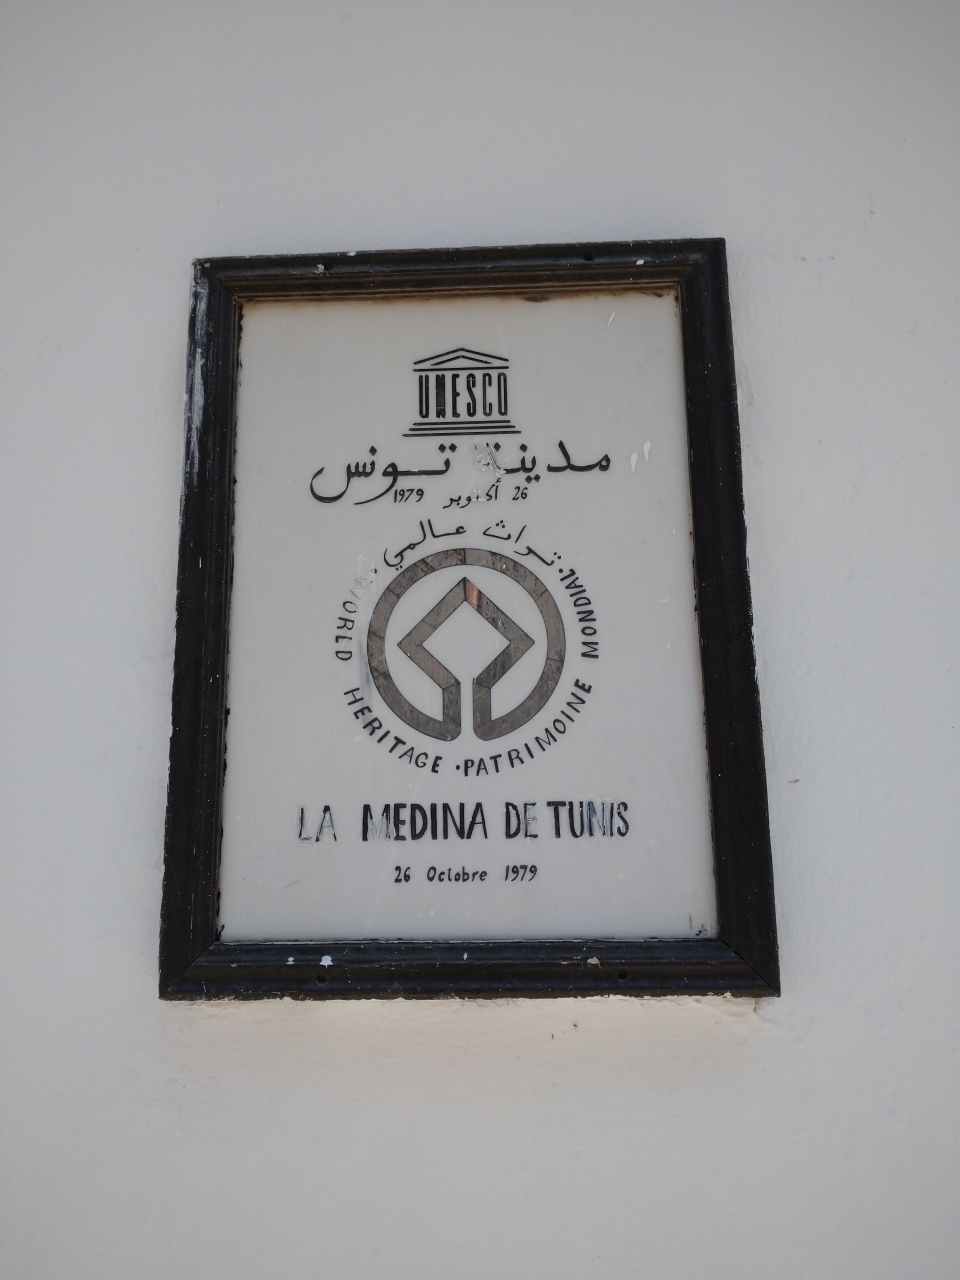 UNESCO
مدينة تونس
26 أكتوبر 1979
تراث عالمي
WORLD HERITAGE · PATRIMOINE MONDIAL ·
LA MEDINA DE TUNIS
26 Octobre 1979